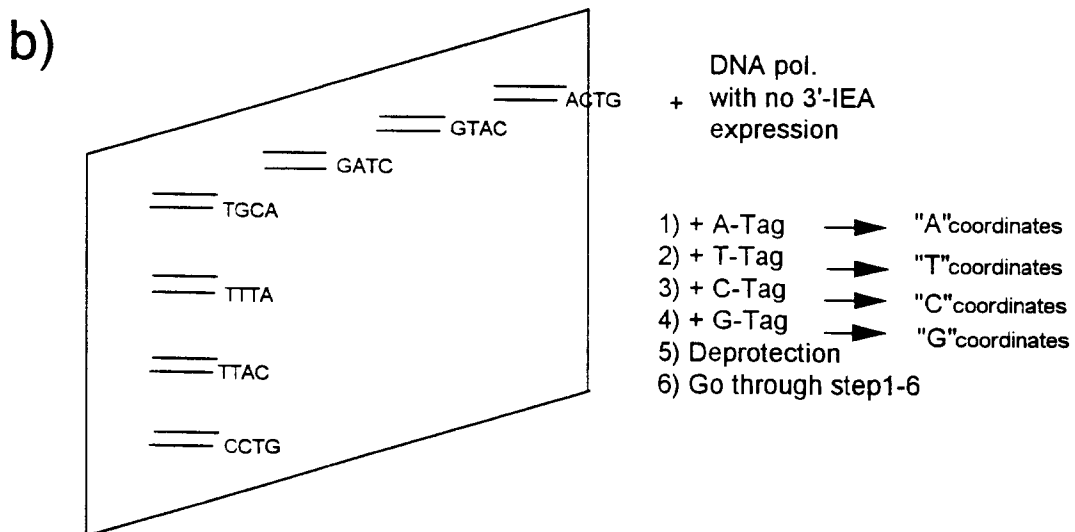 b)
DNA pol.
with no 3'-IEA
expression
+
ACTG
GTAC
GATC
TGCA
TTTA
TTAC
CCTG
1) + A-Tag "A"coordinates
2) + T-Tag "T"coordinates
3) + C-Tag "C"coordinates
4) + G-Tag "G"coordinates
5) Deprotection
6) Go through step1-6